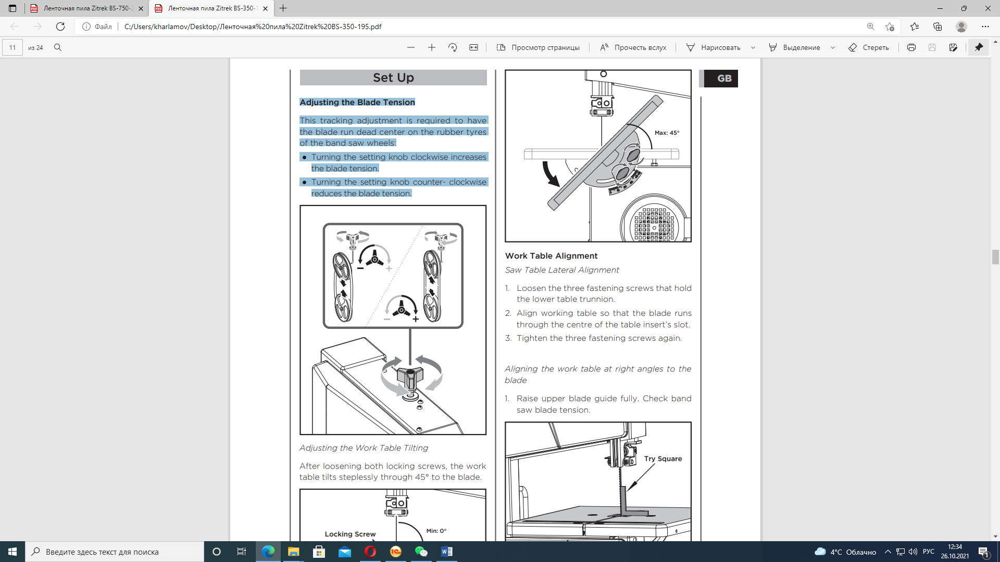 Ленточная пила Zitrek BS-750-2
Ленточная пила Zitrek BS-350-1
Файл
C:/Users/kharlamov/Desktop/Ленточная%20пила%20Zitrek%20BS-350-195.pdf
11 из 24
Просмотр страницы
Прочесть вслух
Нарисовать
Выделение
Стереть
Set Up
Adjusting the Blade Tension
This tracking adjustment is required to have
the blade run dead center on the rubber tyres
of the band saw wheels:
● Turning the setting knob clockwise increases
the blade tension.
● Turning the setting knob counter- clockwise
reduces the blade tension.
− +
− +
Adjusting the Work Table Tilting
After loosening both locking screws, the work
table tilts steplessly through 45° to the blade.
Locking Screw
Min: 0°
GB
Max: 45°
Work Table Alignment
Saw Table Lateral Alignment
1. Loosen the three fastening screws that hold
the lower table trunnion.
2. Align working table so that the blade runs
through the centre of the table insert's slot.
3. Tighten the three fastening screws again.
Aligning the work table at right angles to the
blade
1. Raise upper blade guide fully. Check band
saw blade tension.
Try Square
Введите здесь текст для поиска
4°C Облачно
РУС
12:34
26.10.2021
1